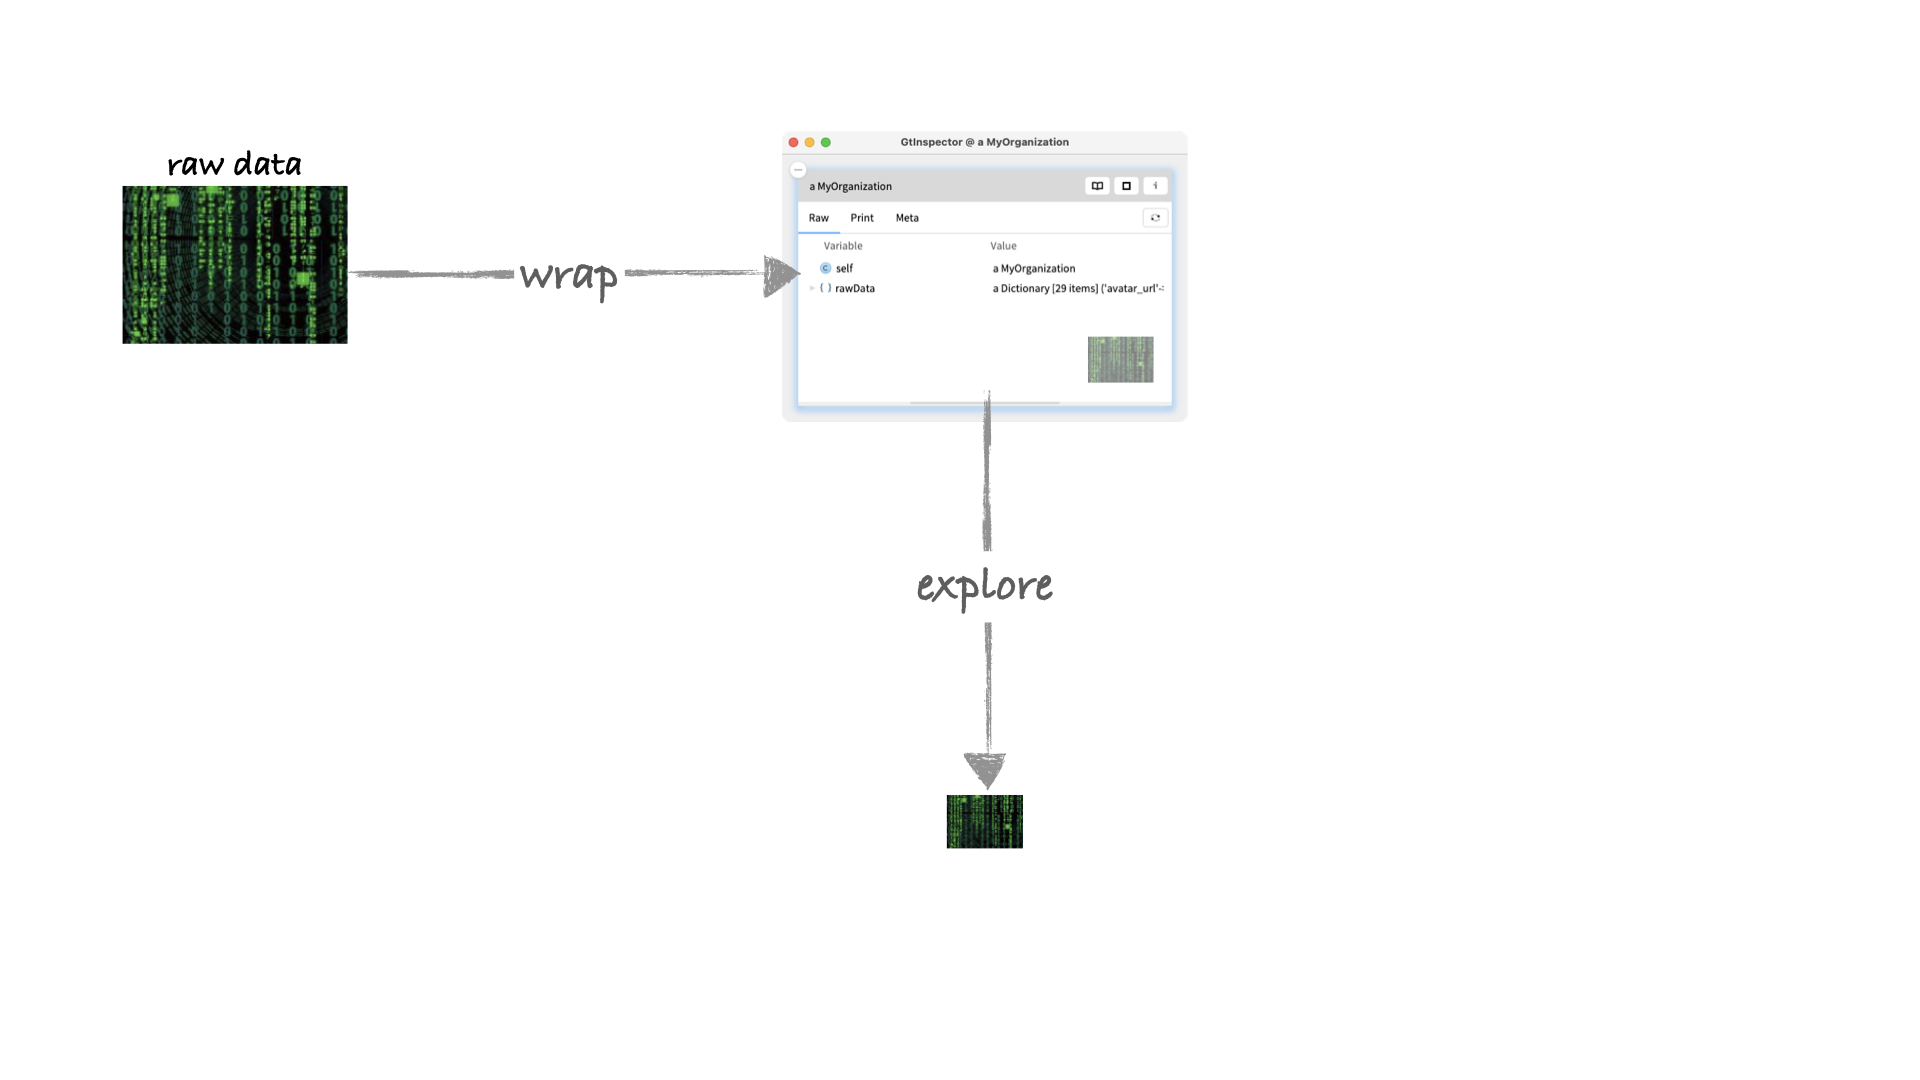 raw data
wrap
GtInspector @ a MyOrganization
a MyOrganization
Raw Print Meta
Variable Value
self a MyOrganization
rawData a Dictionary [29 items] ('avatar_url'-
explore